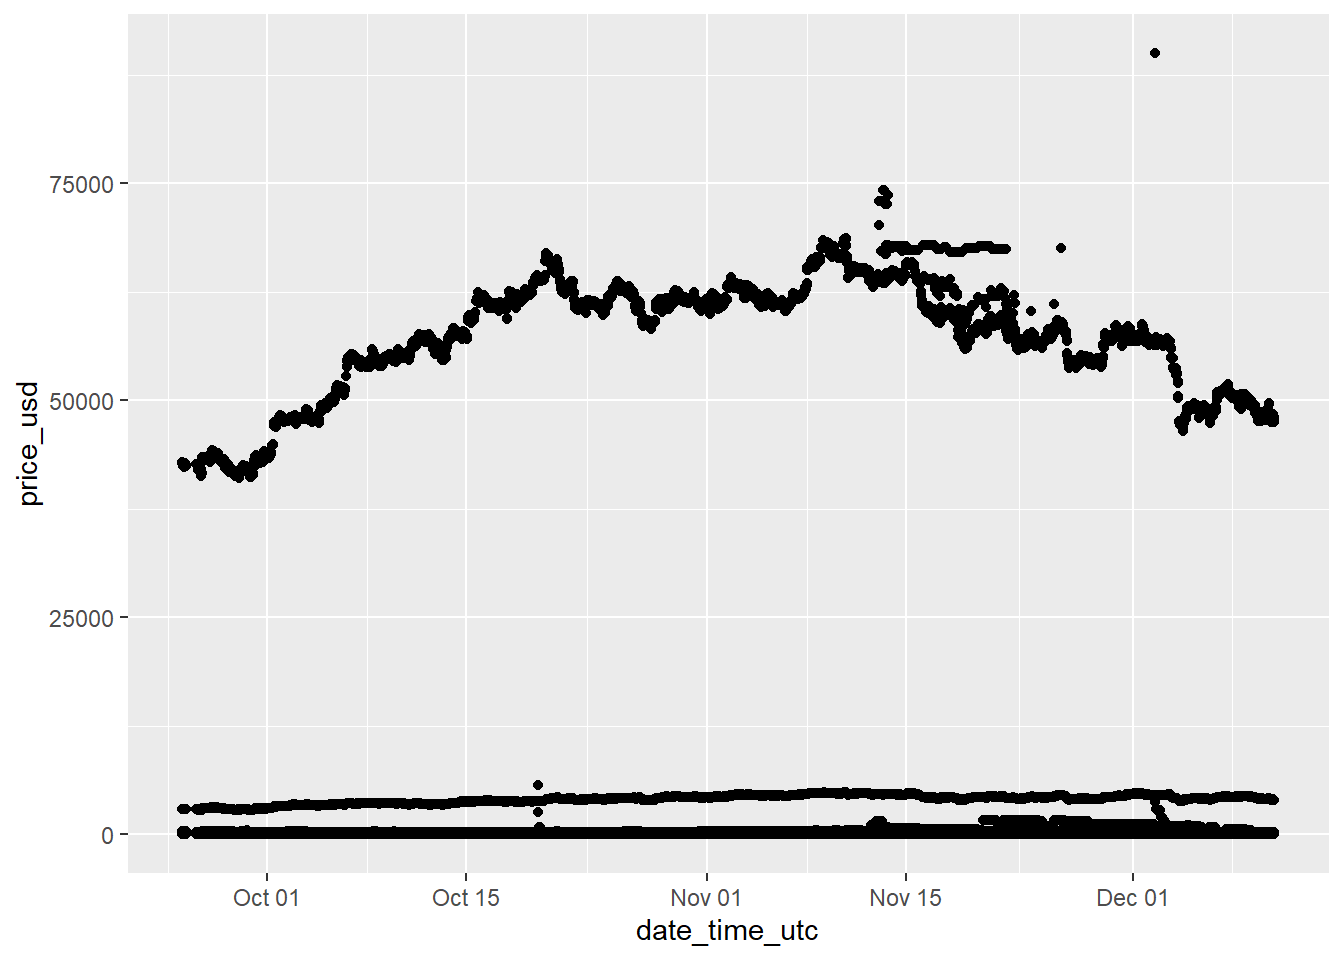 price_usd
75000
50000
25000
0
Oct 01
Oct 15
Nov 01
Nov 15
Dec 01
date_time_utc